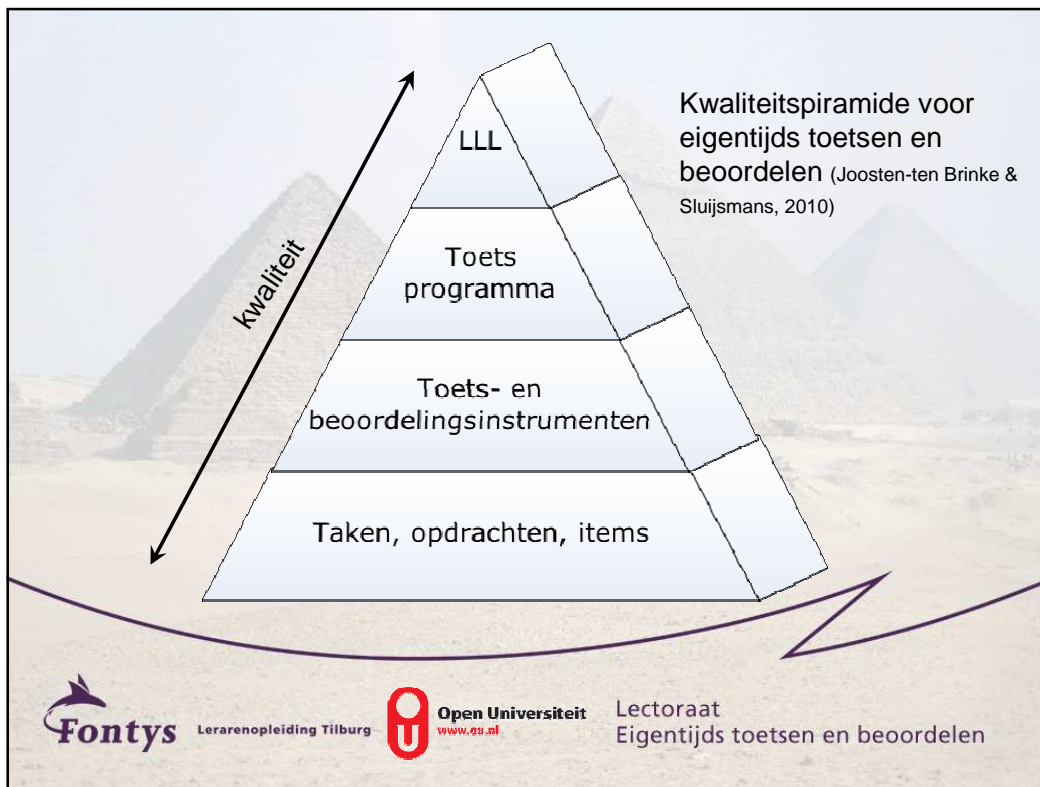 Kwaliteitspiramide voor
eigentijds toetsen en
beoordelen (Joosten-ten Brinke &
Sluijsmans, 2010)
kwaliteit
LLL
Toets
programma
Toets- en
beoordelingsinstrumenten
Taken, opdrachten, items
Fontys Lerarenopleiding Tilburg
Open Universiteit
www.ou.nl
Lectoraat
Eigentijds toetsen en beoordelen